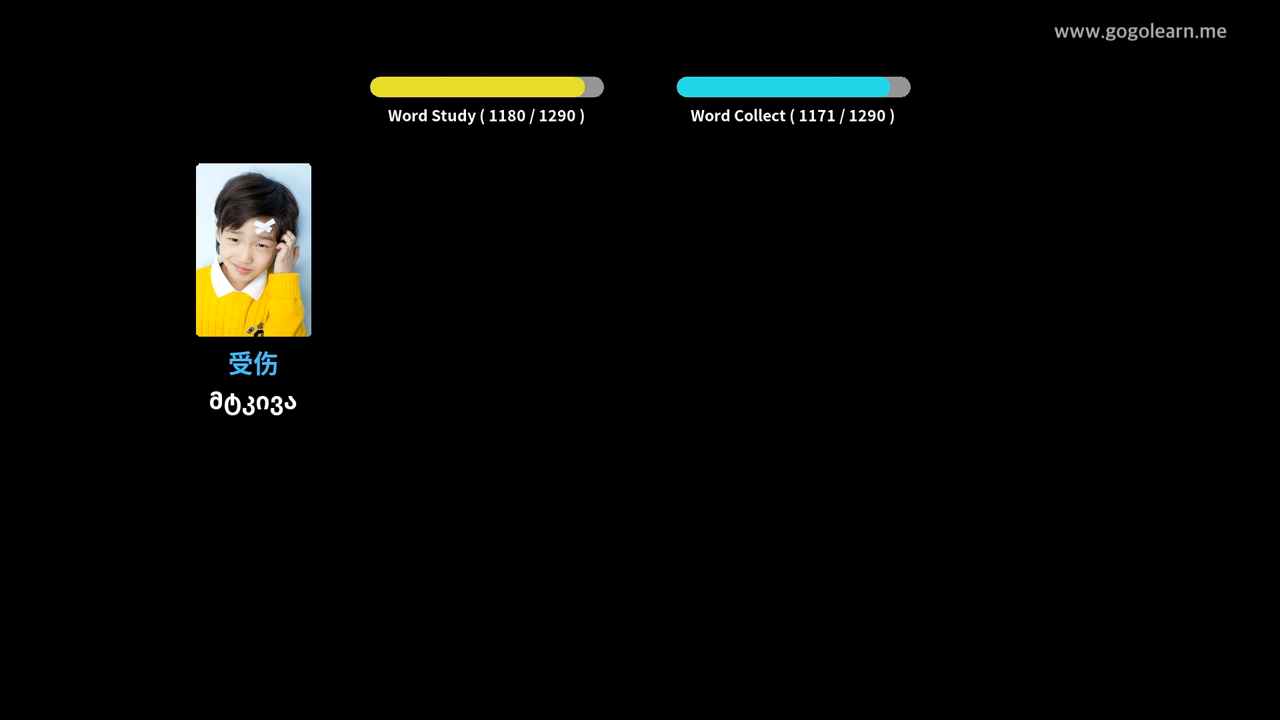 www.gogolearn.me
Word Study ( 1180 / 1290 )
Word Collect ( 1171 / 1290 )
受伤
მტკივა